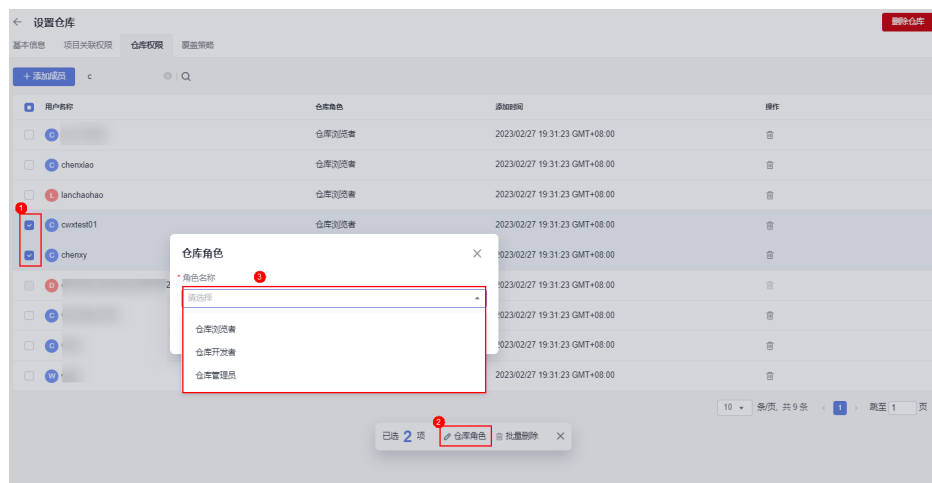 ← 设置仓库 删除仓库
基本信息 项目关联权限 仓库权限 覆盖策略
+ 添加成员 c
用户名称 仓库角色 添加时间 操作
C 仓库浏览者 2023/02/27 19:31:23 GMT+08:00
C chenxiao 仓库浏览者 2023/02/27 19:31:23 GMT+08:00
L lanchaohao 仓库浏览者 2023/02/27 19:31:23 GMT+08:00
1
C cwxtest01 仓库浏览者 2023/02/27 19:31:23 GMT+08:00
C chenxy 2023/02/27 19:31:23 GMT+08:00
仓库角色
* 角色名称 3
D 2 2023/02/27 19:31:23 GMT+08:00
请选择
C 2023/02/27 19:31:23 GMT+08:00
仓库浏览者
C 2023/02/27 19:31:23 GMT+08:00
仓库开发者
W 2023/02/27 19:31:23 GMT+08:00
仓库管理员
10 条/页, 共 9 条 1 跳至 1 页
2
已选 2 项 仓库角色 批量删除